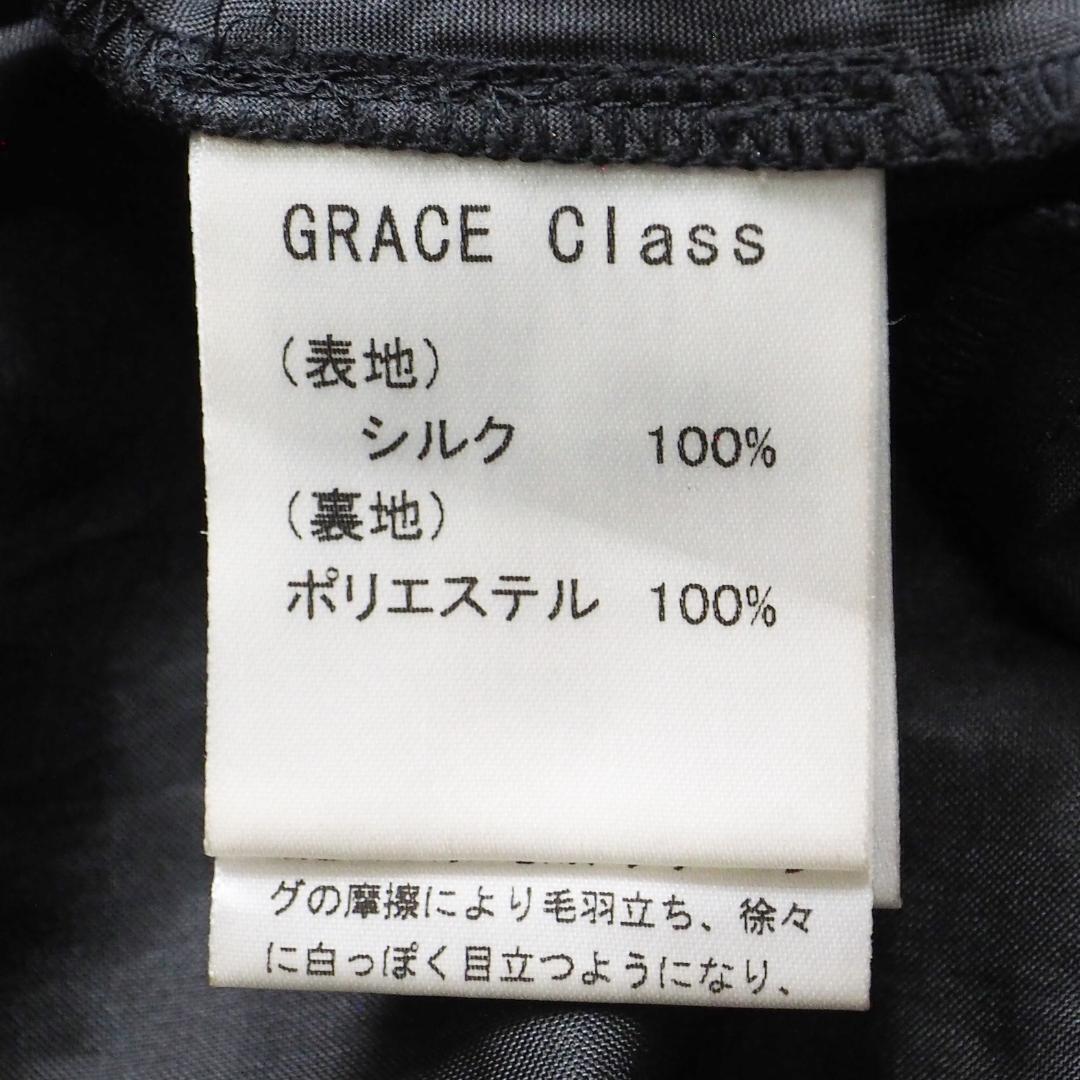 GRACE Class
(表地)
シルク 100%
(裏地)
ポリエステル 100%
グの摩擦により毛羽立ち、徐々
に白っぽく目立つようになり、